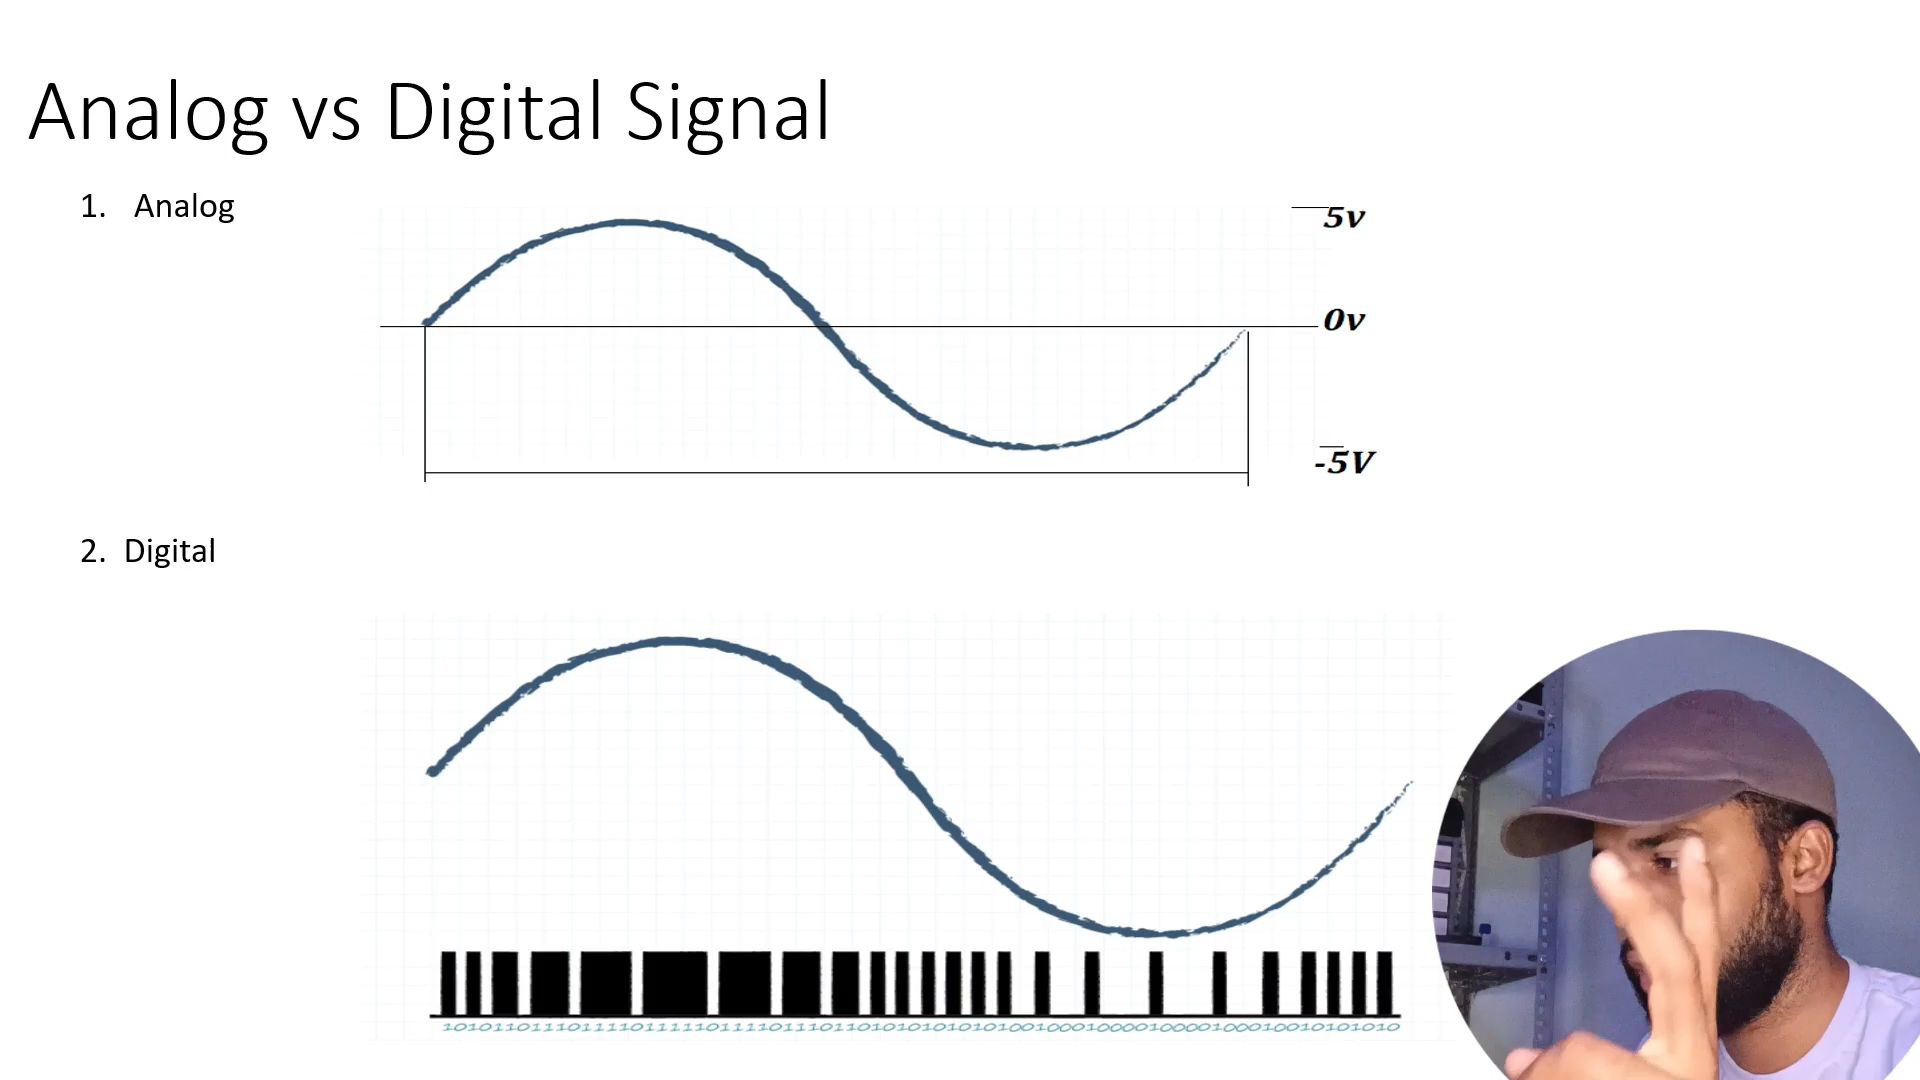 Analog vs Digital Signal
1. Analog
5v
0v
-5V
2. Digital